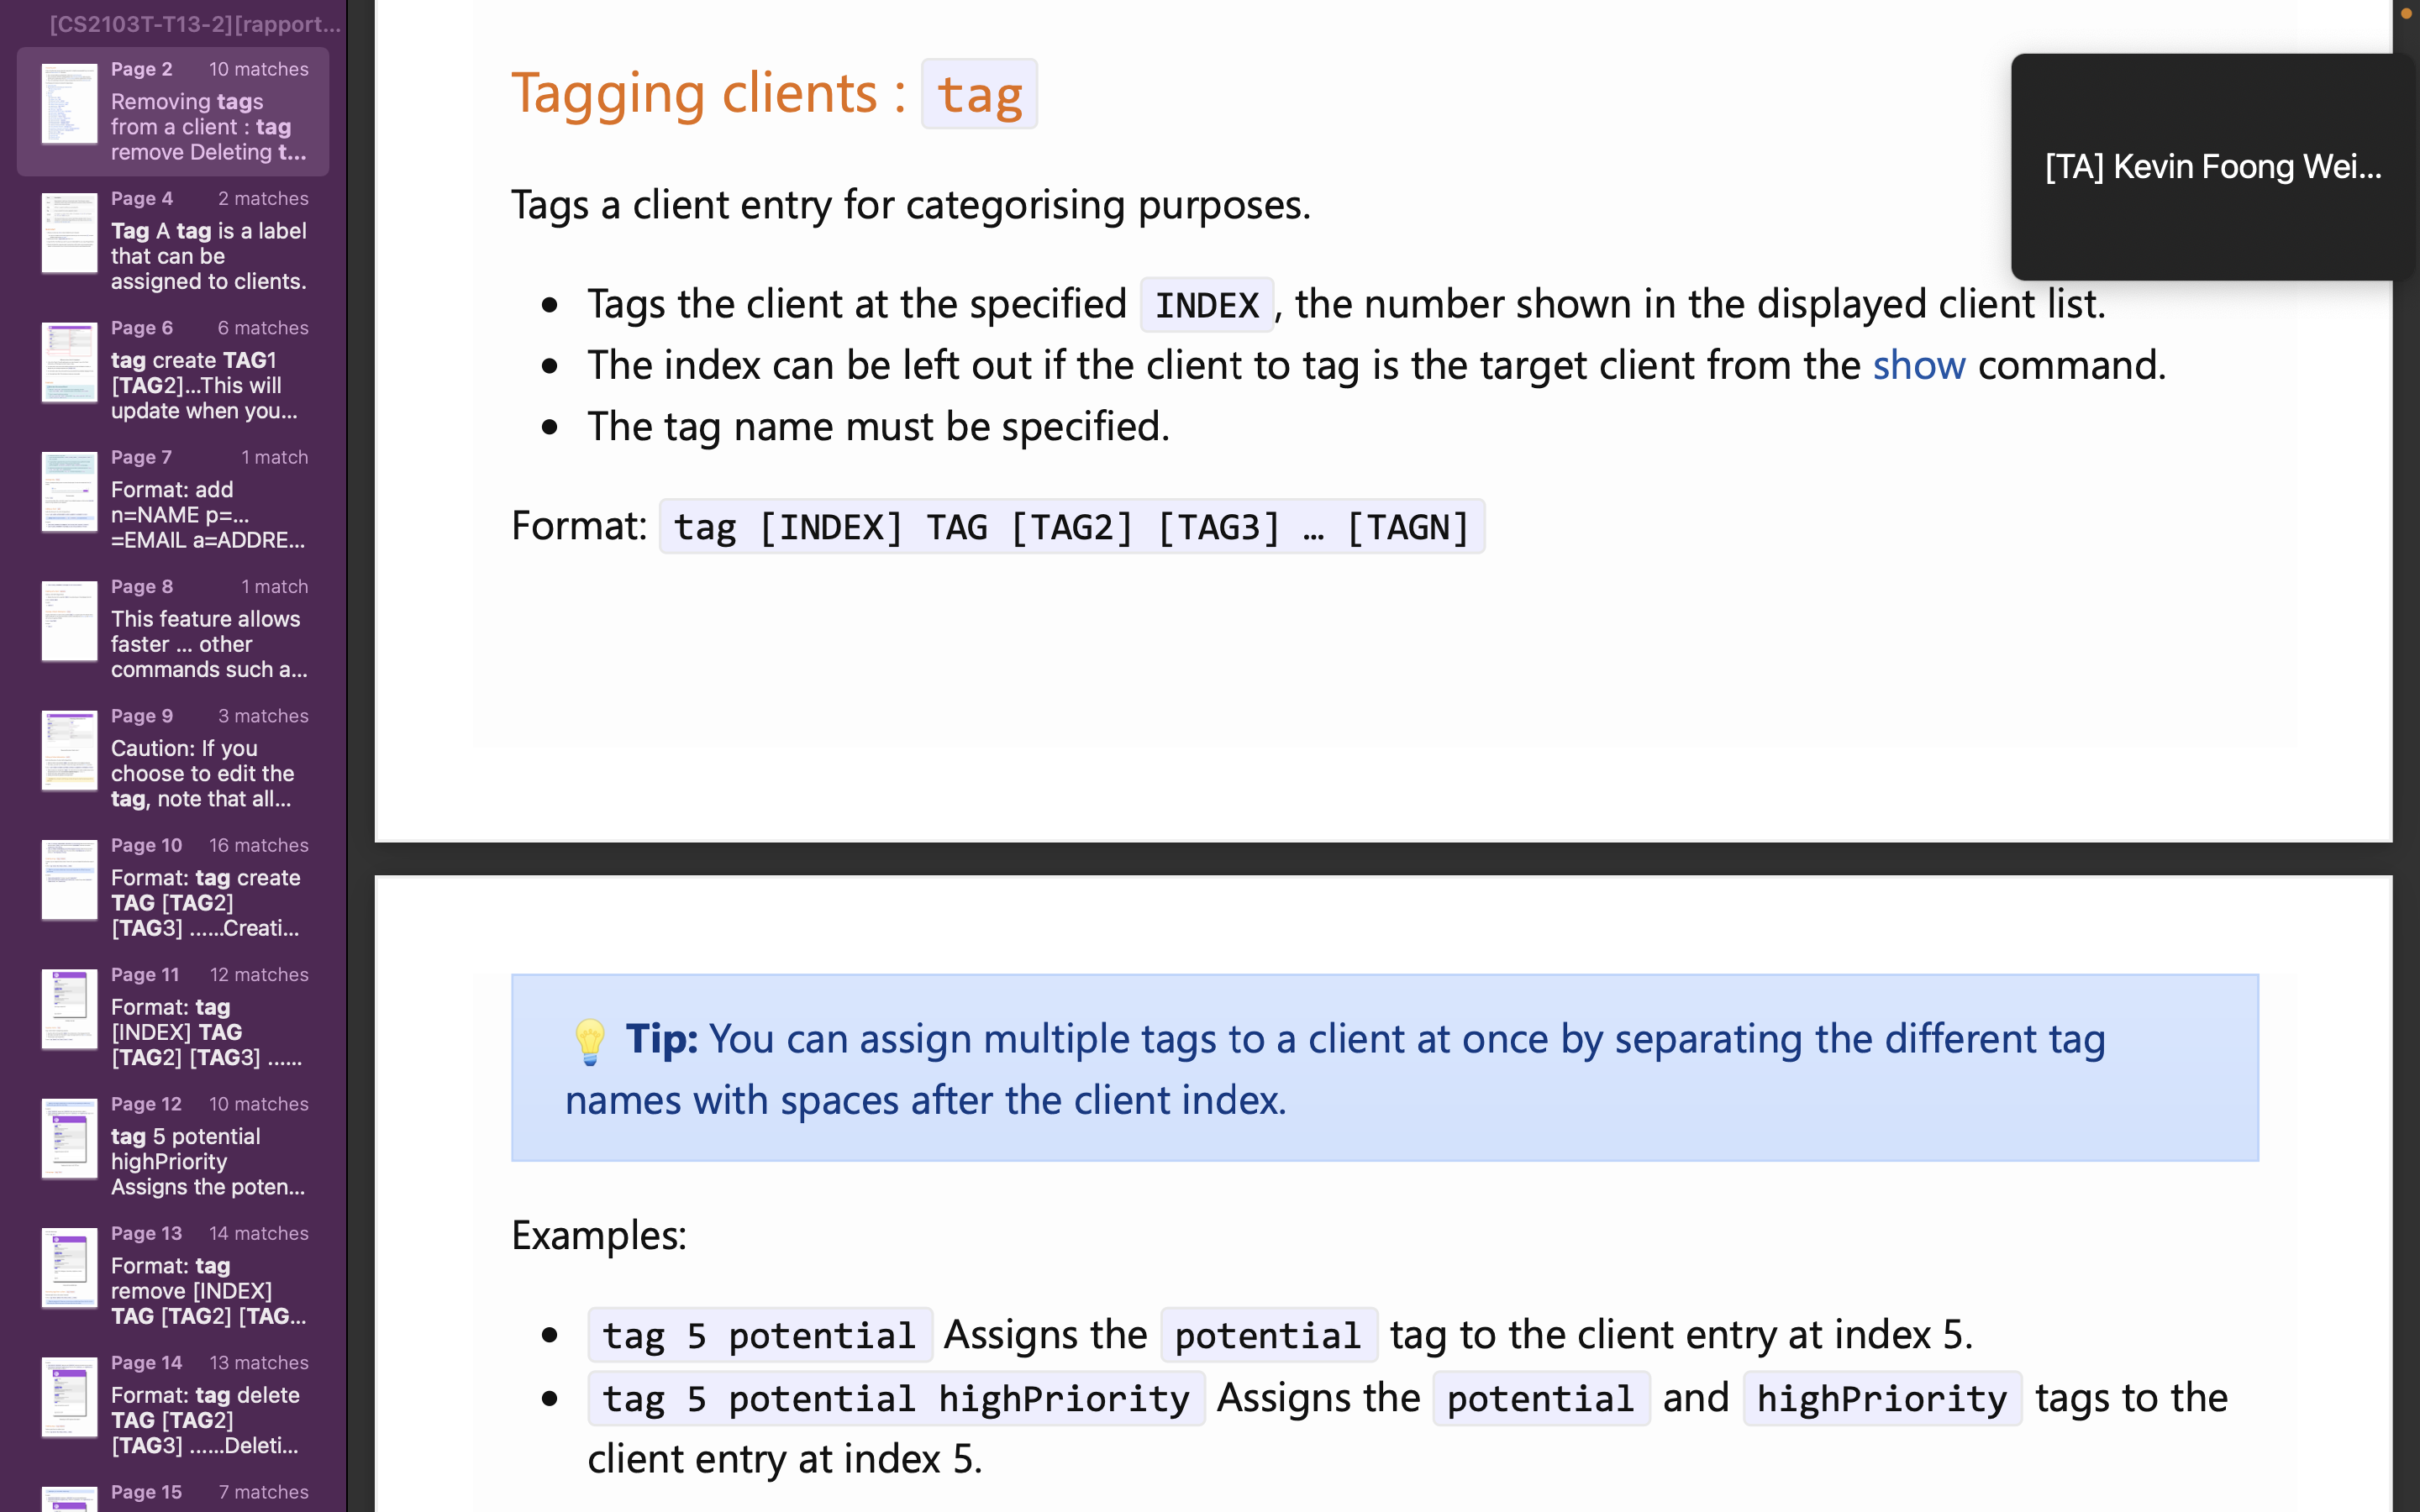 [CS2103T-T13-2][rapport...
Page 2 10 matches
Removing tags
from a client : tag
remove Deleting t...
Page 4 2 matches
Tag A tag is a label
that can be
assigned to clients.
Page 6 6 matches
tag create TAG1
[TAG2]...This will
update when you...
Page 7 1 match
Format: add
n=NAME p=...
=EMAIL a=ADDRE...
Page 8 1 match
This feature allows
faster ... other
commands such a...
Page 9 3 matches
Caution: If you
choose to edit the
tag, note that all...
Page 10 16 matches
Format: tag create
TAG [TAG2]
[TAG3] ......Creati...
Page 11 12 matches
Format: tag
[INDEX] TAG
[TAG2] [TAG3] ......
Page 12 10 matches
tag 5 potential
highPriority
Assigns the poten...
Page 13 14 matches
Format: tag
remove [INDEX]
TAG [TAG2] [TAG...
Page 14 13 matches
Format: tag delete
TAG [TAG2]
[TAG3] ......Deleti...
Page 15 7 matches
Tagging clients : tag
Tags a client entry for categorising purposes.
• Tags the client at the specified INDEX, the number shown in the displayed client list.
• The index can be left out if the client to tag is the target client from the show command.
• The tag name must be specified.
Format: tag [INDEX] TAG [TAG2] [TAG3] … [TAGN]
[TA] Kevin Foong Wei...
💡 Tip: You can assign multiple tags to a client at once by separating the different tag
names with spaces after the client index.
Examples:
• tag 5 potential Assigns the potential tag to the client entry at index 5.
• tag 5 potential highPriority Assigns the potential and highPriority tags to the
client entry at index 5.